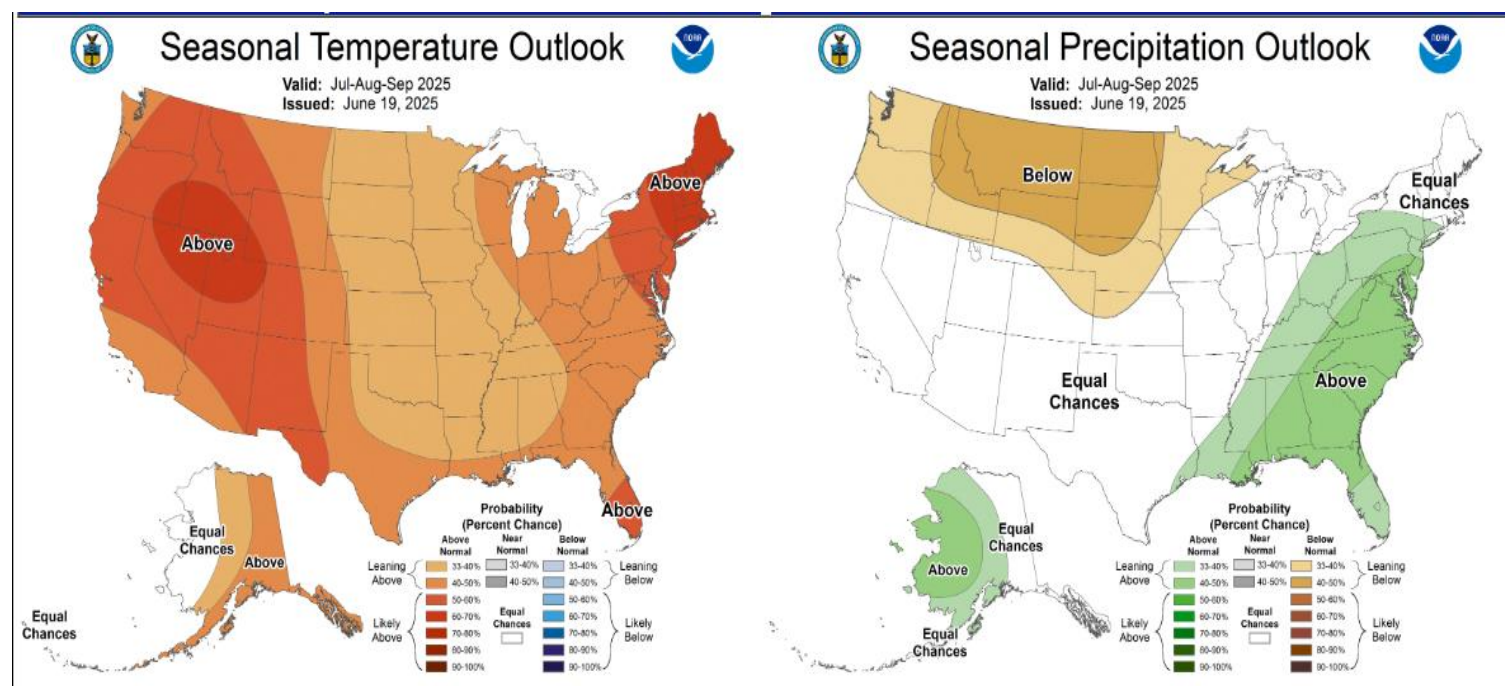 Seasonal Temperature Outlook
NOAA
Valid: Jul-Aug-Sep 2025
Issued: June 19, 2025
Above
Above
Above
Equal
Chances
Above
Equal
Chances
Probability
(Percent Chance)
Above
Normal
Near
Normal
Below
Normal
Leaning
Above
33-40%
33-40%
33-40%
Leaning
Below
40-50%
40-50%
40-50%
Likely
Above
50-60%
50-60%
Likely
Below
60-70%
60-70%
70-80%
70-80%
80-90%
80-90%
90-100%
90-100%
Equal
Chances
Seasonal Precipitation Outlook
NOAA
Valid: Jul-Aug-Sep 2025
Issued: June 19, 2025
Below
Equal
Chances
Equal
Chances
Above
Equal
Chances
Above
Equal
Chances
Probability
(Percent Chance)
Above
Normal
Near
Normal
Below
Normal
Leaning
Above
33-40%
33-40%
33-40%
Leaning
Below
40-50%
40-50%
40-50%
Likely
Above
50-60%
50-60%
Likely
Below
60-70%
60-70%
70-80%
70-80%
80-90%
80-90%
90-100%
90-100%
Equal
Chances